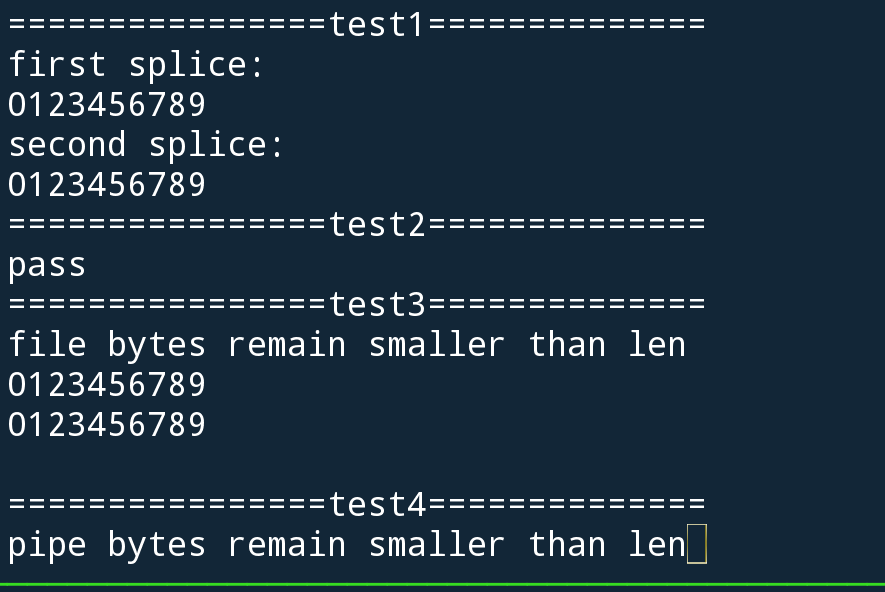 ================test1==============
first splice:
0123456789
second splice:
0123456789
================test2==============
pass
================test3==============
file bytes remain smaller than len
0123456789
0123456789
================test4==============
pipe bytes remain smaller than len